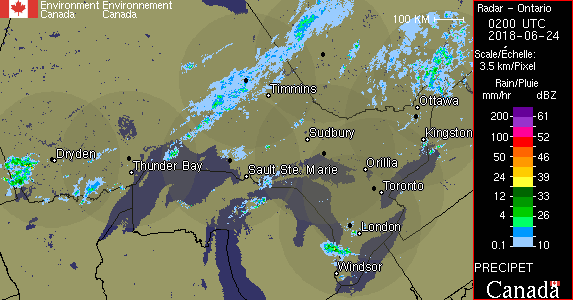 Environment Environnement
Canada Canada
100 KM
Timmins
Ottawa
Sudbury
Kingston
Dryden
Thunder Bay
Sault Ste. Marie
Orillia
Toronto
London
Windsor
Radar - Ontario
0200 UTC
2018-06-24
Scale/Échelle:
3.5 km/Pixel
Rain/Pluie
mm/hr dBZ
200 61
100 56
50 52
46 50
24 39
12 33
4 26
0.1 10
PRECIPET
Canada